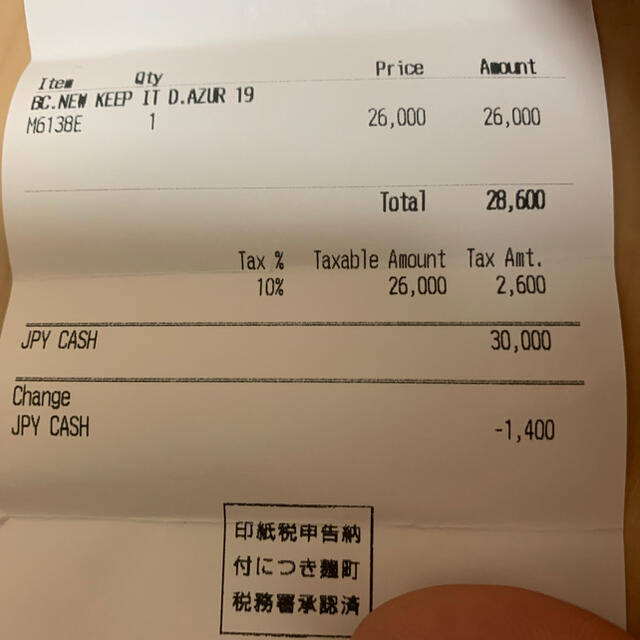 Item Qty Price Amount
BC.NEW KEEP IT D.AZUR 19
M6138E 1 26,000 26,000
Total 28,600
Tax % Taxable Amount Tax Amt.
10% 26,000 2,600
JPY CASH 30,000
Change
JPY CASH -1,400
印紙税申告納
付につき麹町
税務署承認済